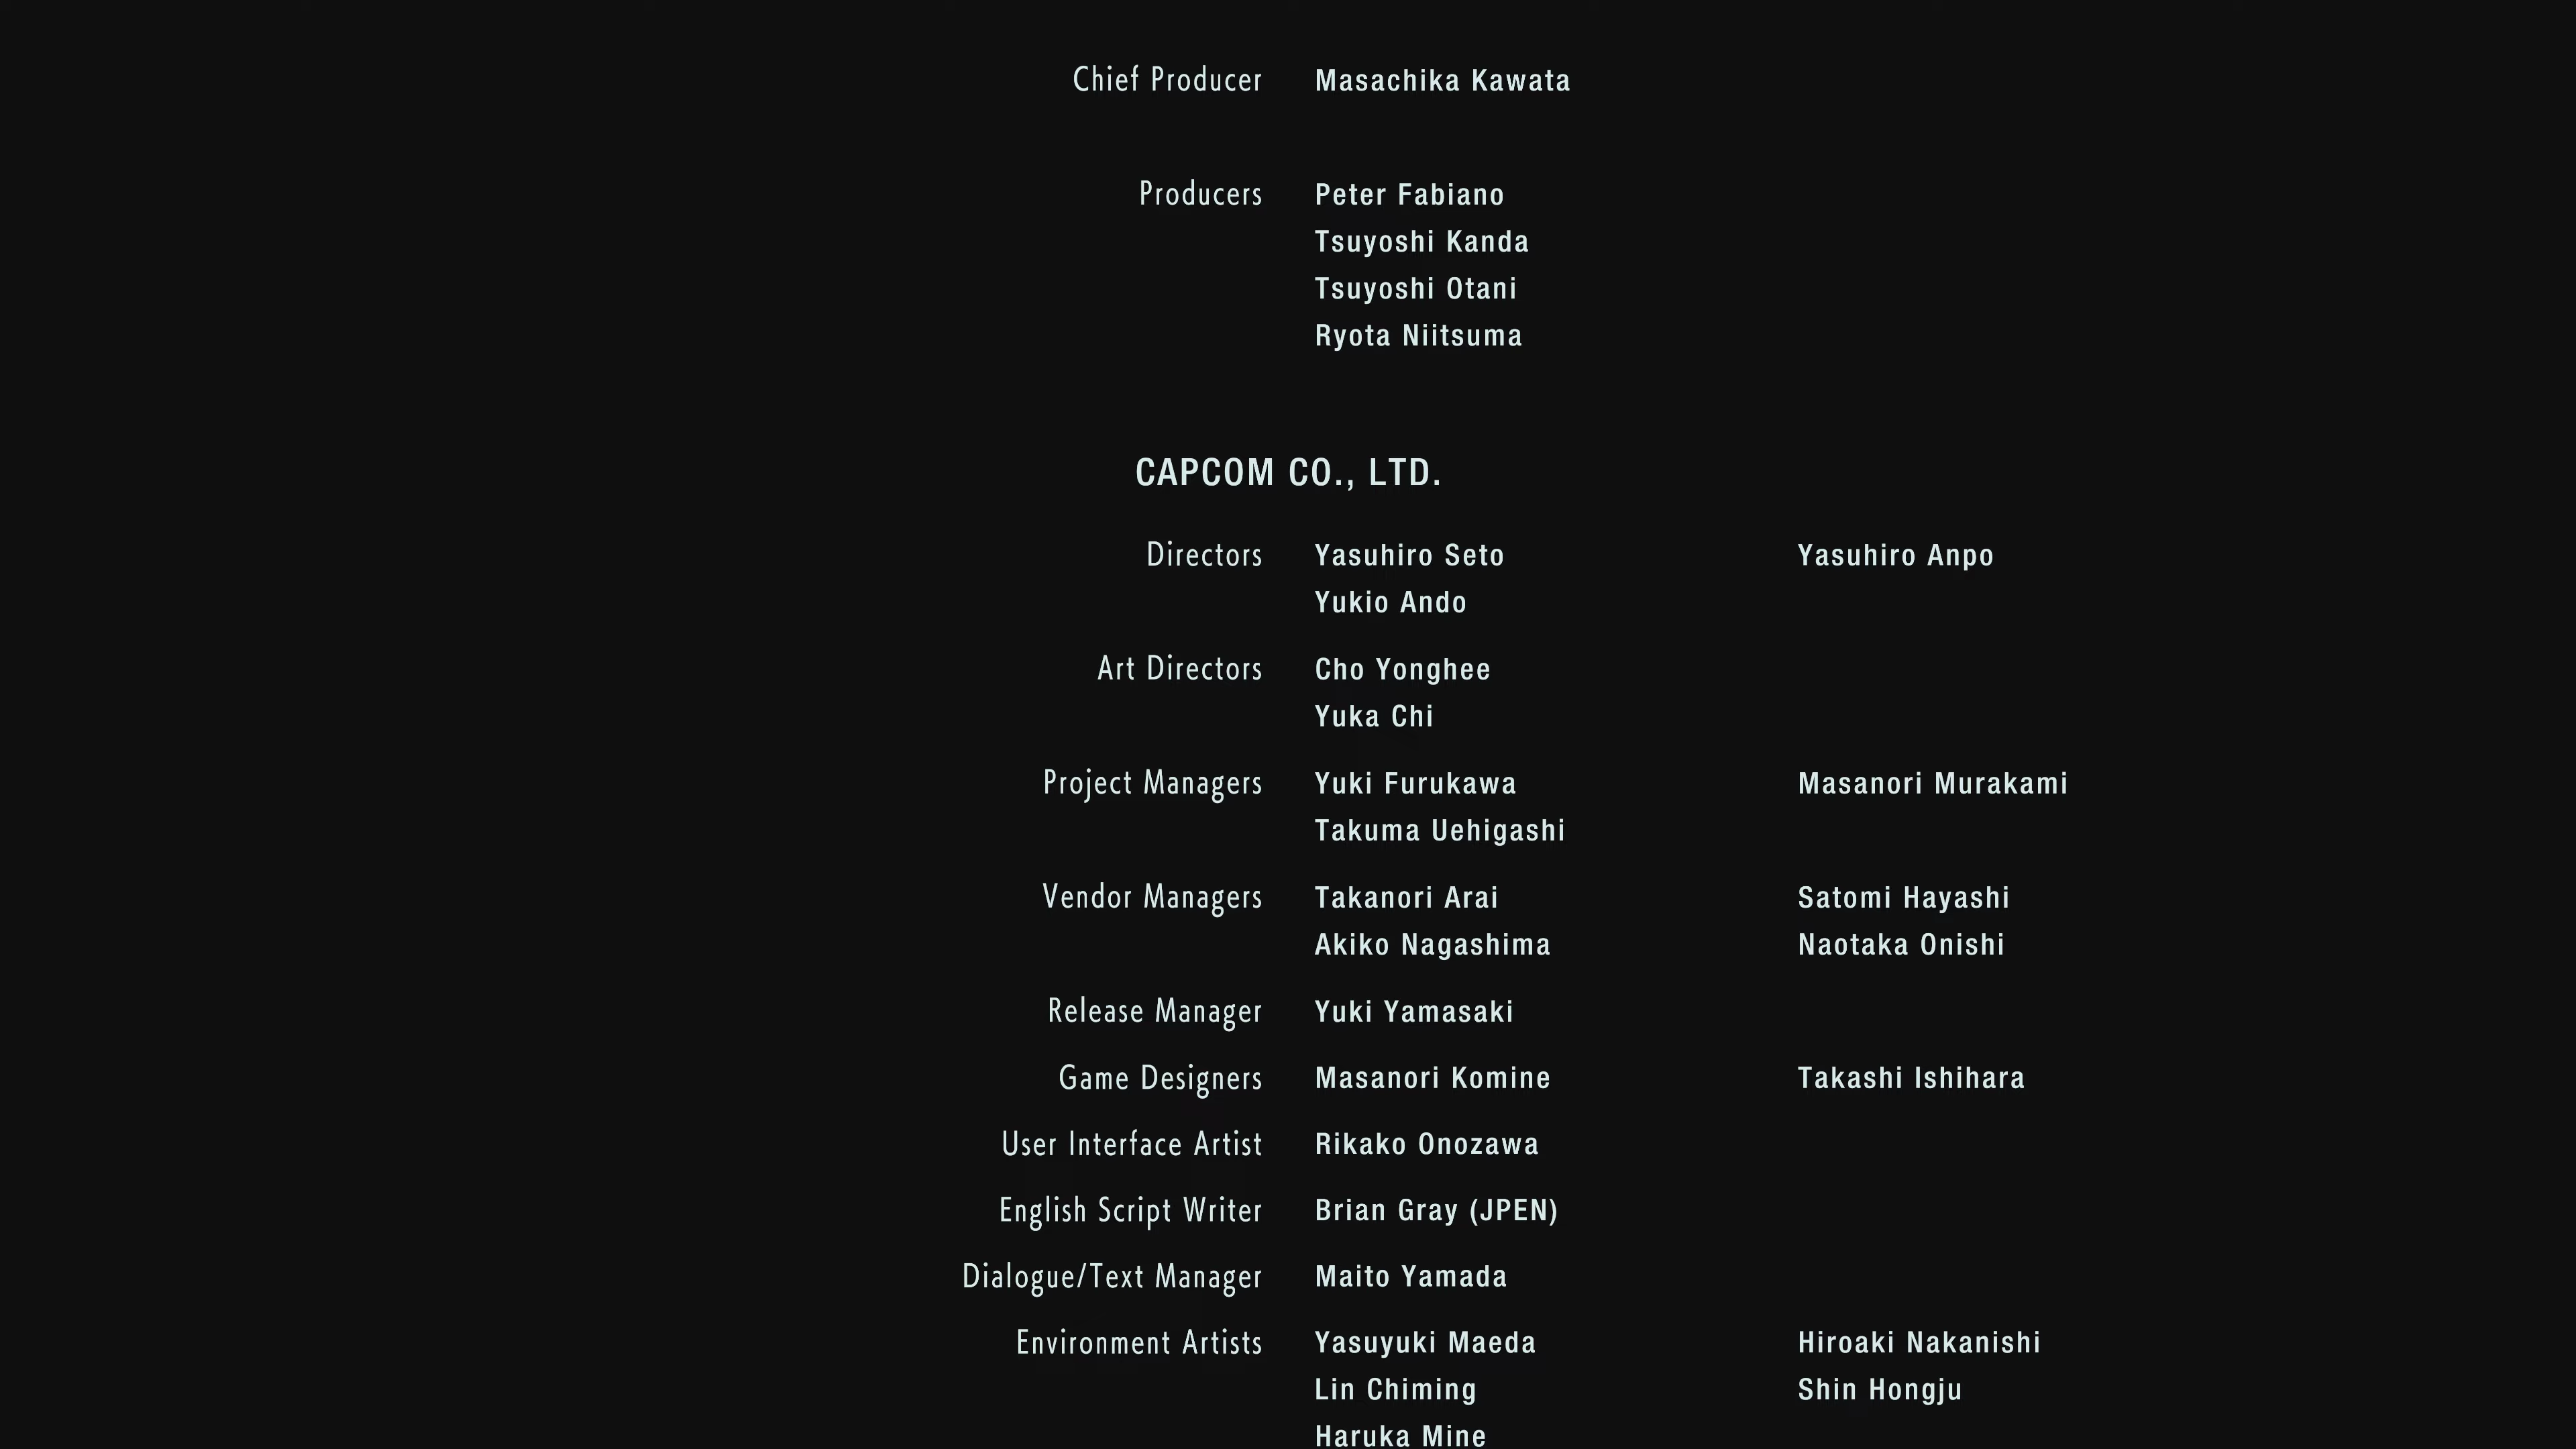 Chief Producer Masachika Kawata
Producers Peter Fabiano
Tsuyoshi Kanda
Tsuyoshi Otani
Ryota Niitsuma
CAPCOM CO., LTD.
Directors Yasuhiro Seto Yasuhiro Anpo
Yukio Ando
Art Directors Cho Yonghee
Yuka Chi
Project Managers Yuki Furukawa Masanori Murakami
Takuma Uehigashi
Vendor Managers Takanori Arai Satomi Hayashi
Akiko Nagashima Naotaka Onishi
Release Manager Yuki Yamasaki
Game Designers Masanori Komine Takashi Ishihara
User Interface Artist Rikako Onozawa
English Script Writer Brian Gray (JPEN)
Dialogue/Text Manager Maito Yamada
Environment Artists Yasuyuki Maeda Hiroaki Nakanishi
Lin Chiming Shin Hongju
Haruka Mine